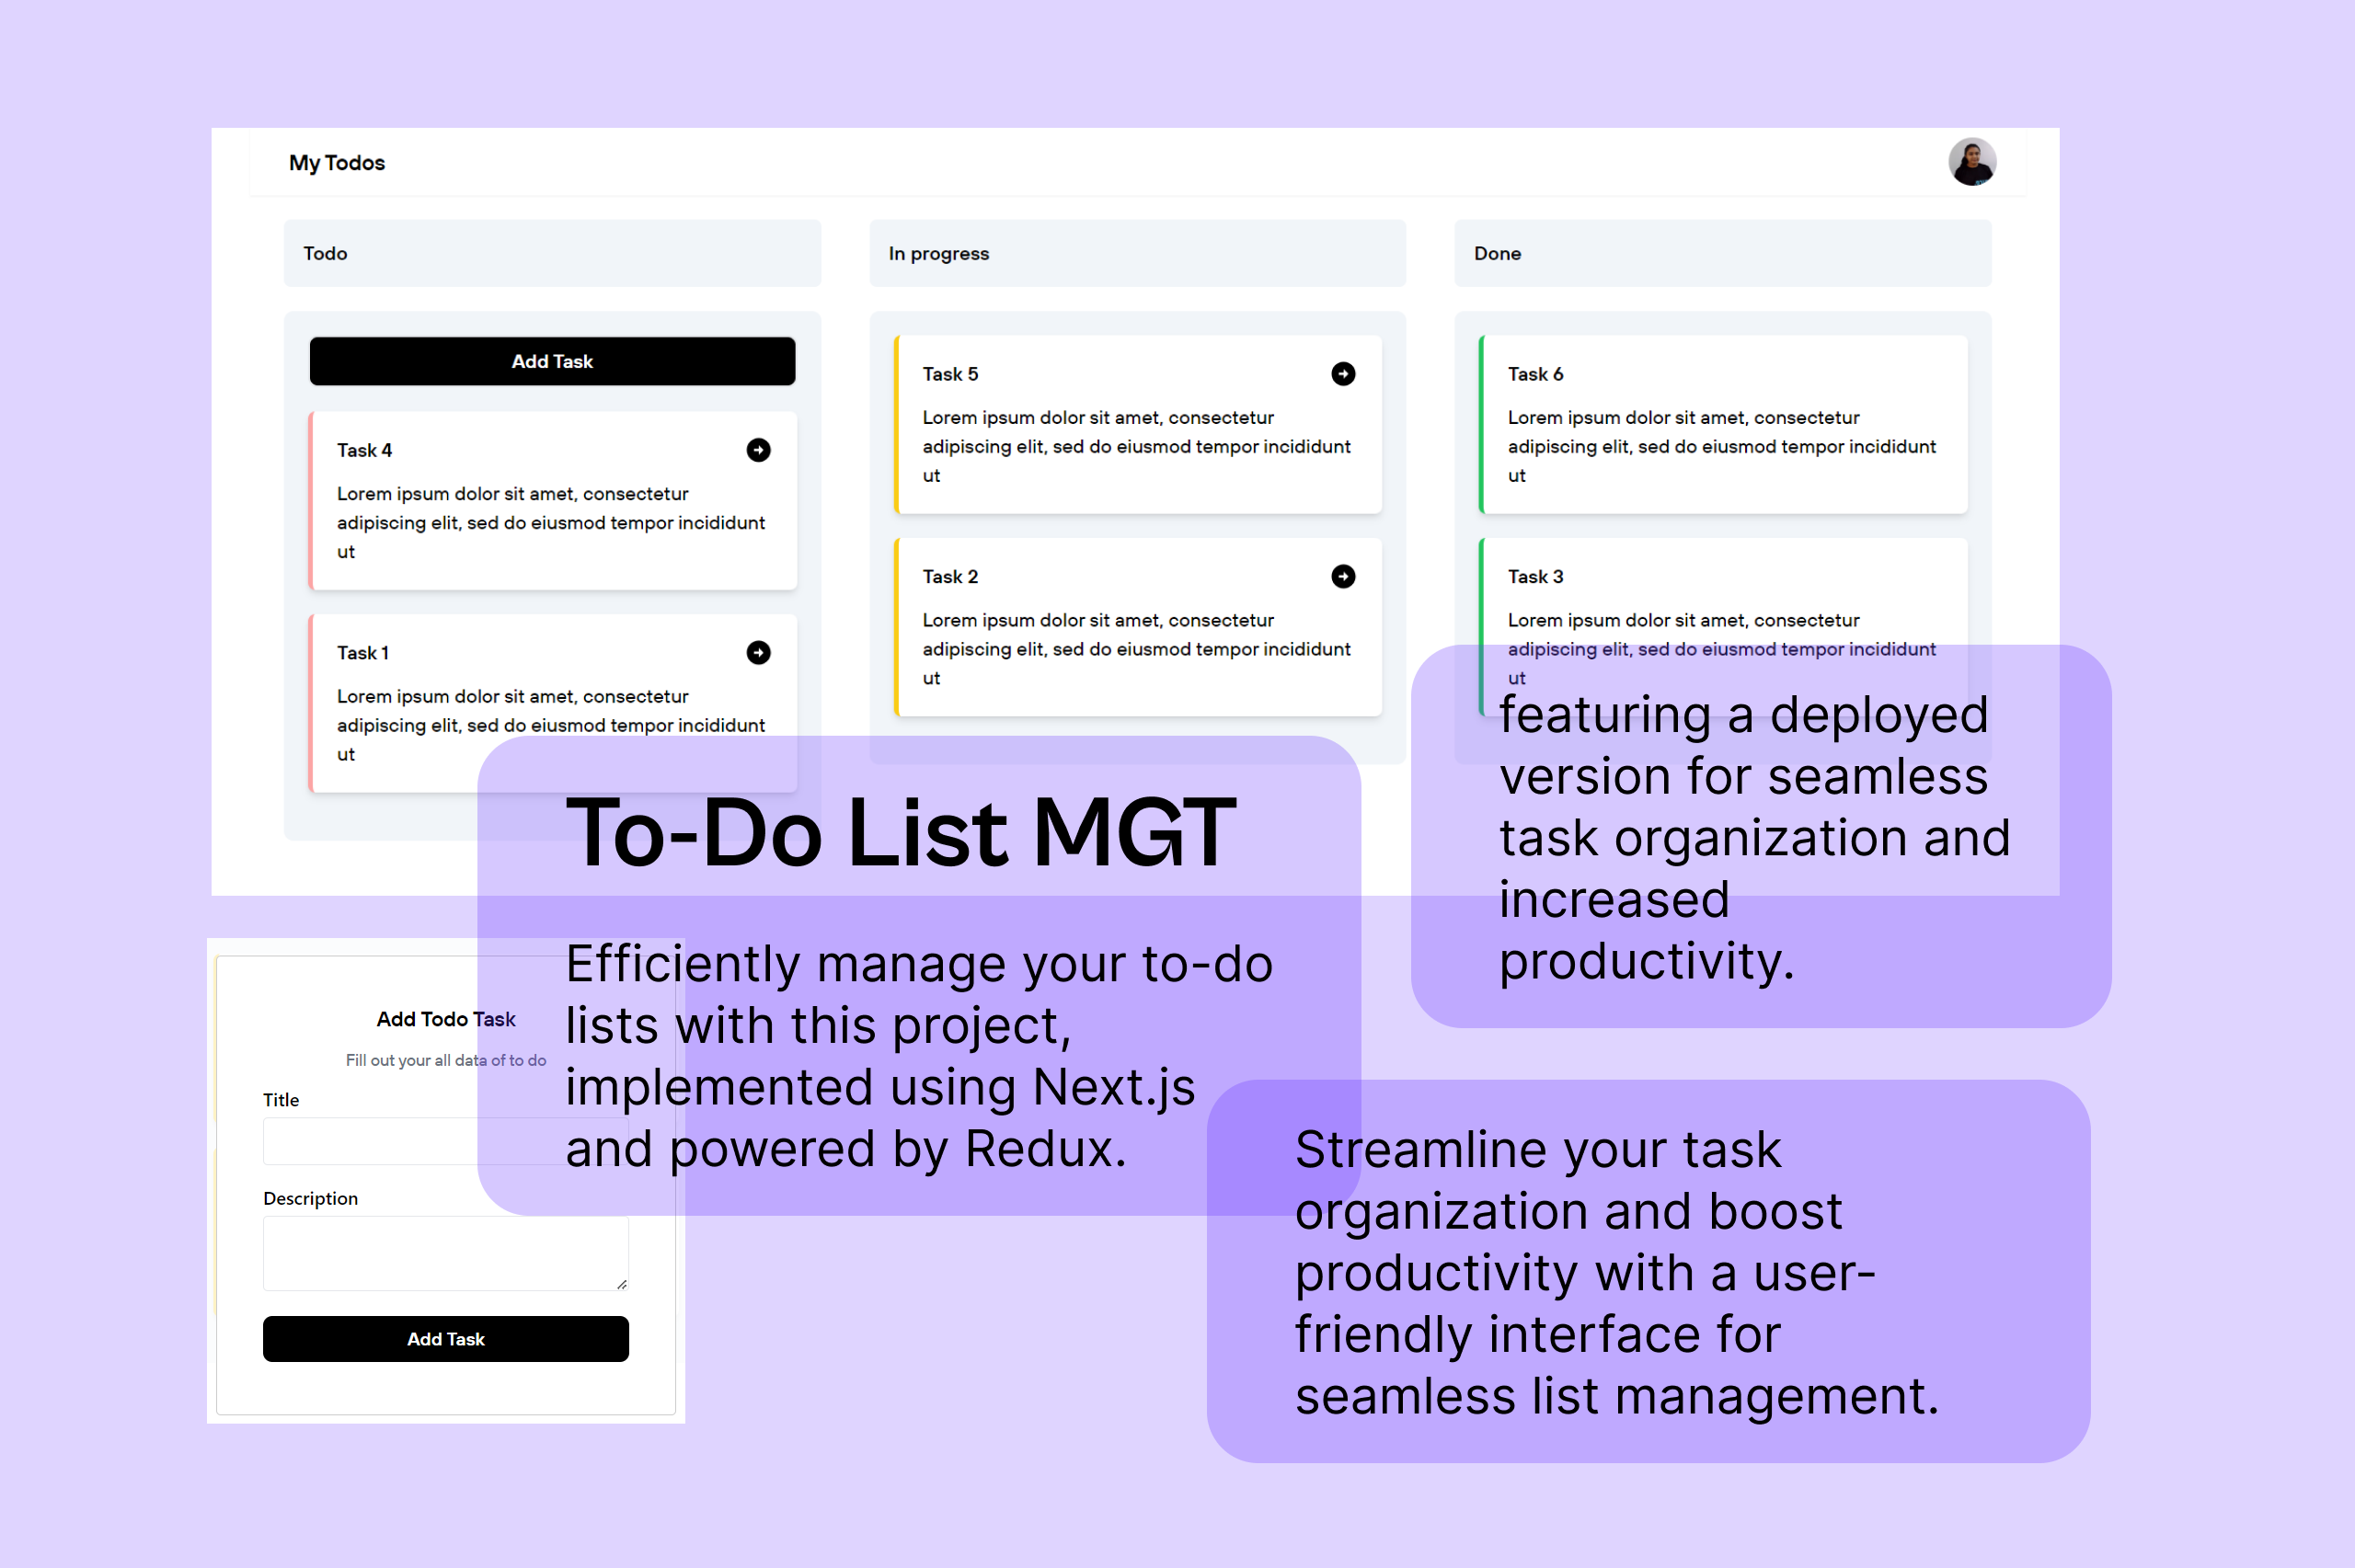 My Todos
Todo
Add Task
Task 4
Lorem ipsum dolor sit amet, consectetur
adipiscing elit, sed do eiusmod tempor incididunt
ut
Task 1
Lorem ipsum dolor sit amet, consectetur
adipiscing elit, sed do eiusmod tempor incididunt
ut
In progress
Task 5
Lorem ipsum dolor sit amet, consectetur
adipiscing elit, sed do eiusmod tempor incididunt
ut
Task 2
Lorem ipsum dolor sit amet, consectetur
adipiscing elit, sed do eiusmod tempor incididunt
ut
Done
Task 6
Lorem ipsum dolor sit amet, consectetur
adipiscing elit, sed do eiusmod tempor incididunt
ut
Task 3
Lorem ipsum dolor sit amet, consectetur
adipiscing elit, sed do eiusmod tempor incididunt
ut
To-Do List MGT
Efficiently manage your to-do
lists with this project,
implemented using Next.js
and powered by Redux.
featuring a deployed
version for seamless
task organization and
increased
productivity.
Add Todo Task
Fill out your all data of to do
Title
Description
Add Task
Streamline your task
organization and boost
productivity with a user-
friendly interface for
seamless list management.